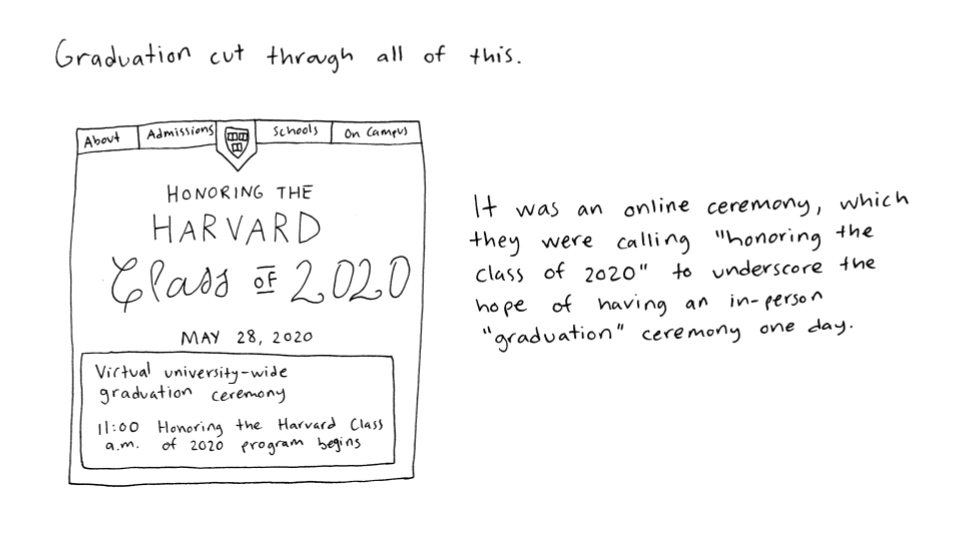 Graduation cut through all of this.
About Admissions Schools On Campus
HONORING THE
HARVARD
Class OF 2020
MAY 28, 2020
Virtual university-wide
graduation ceremony
11:00 Honoring the Harvard Class
a.m. of 2020 program begins
It was an online ceremony, which
they were calling "honoring the
class of 2020" to underscore the
hope of having an in-person
"graduation" ceremony one day.